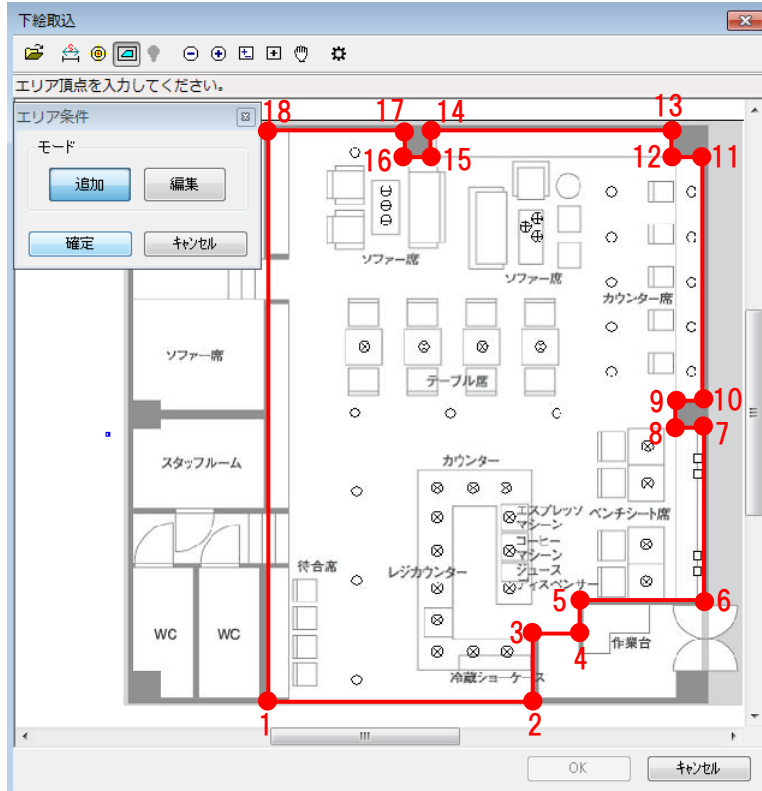 下絵取込
エリア頂点を入力してください。
エリア条件
モード
追加
編集
確定
ｷｬﾝｾﾙ
18
17
14
13
16
15
12
11
ソファー席
ソファー席
カウンター席
ソファー席
テーブル席
9
10
8
7
スタッフルーム
カウンター
エスプレッソ
マシーン
ベンチシート席
コーヒー
マシーン
待合席
レジカウンター
ジュース
ディスペンサー
5
6
3
4
WC
WC
作業台
冷蔵ショーケース
1
2
OK
ｷｬﾝｾﾙ